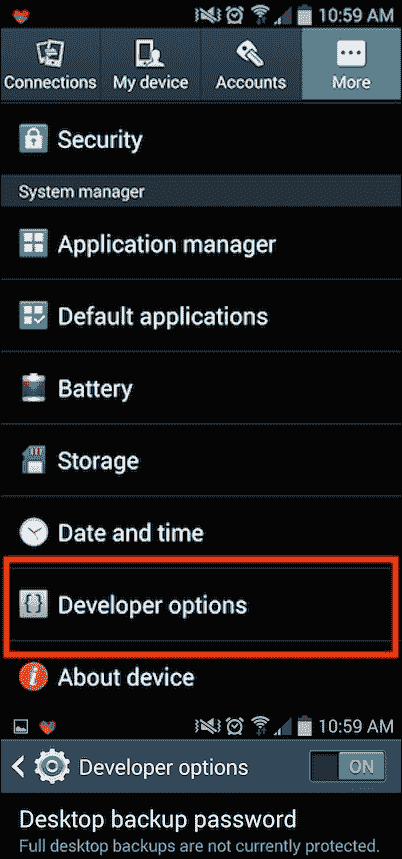 10:59 AM
Connections My device Accounts More
Security
System manager
Application manager
Default applications
Battery
Storage
Date and time
Developer options
About device
10:59 AM
Developer options ON
Desktop backup password
Full desktop backups are not currently protected.